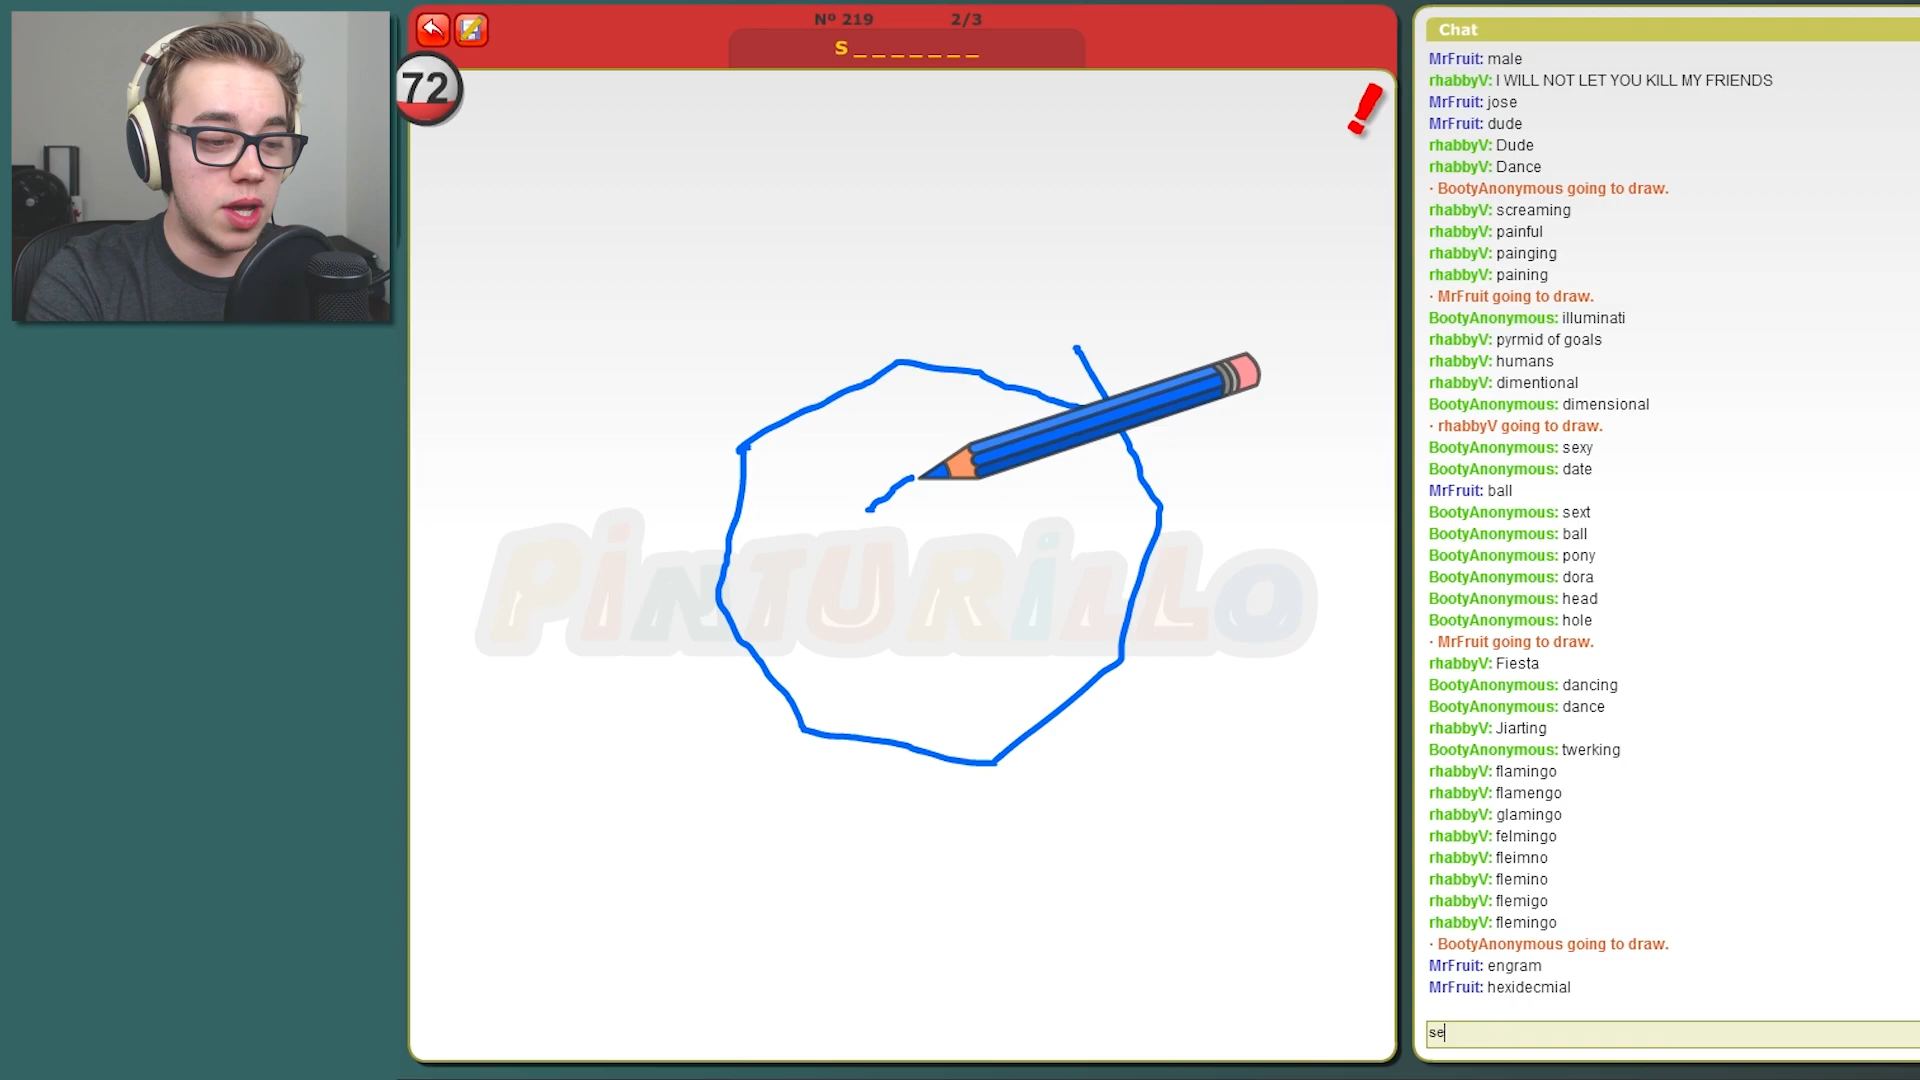 Nº 219 2/3
S _ _ _ _ _ _ _
72
PiNTURiLLO
Chat
MrFruit: male
rhabbyV: I WILL NOT LET YOU KILL MY FRIENDS
MrFruit: jose
MrFruit: dude
rhabbyV: Dude
rhabbyV: Dance
· BootyAnonymous going to draw.
rhabbyV: screaming
rhabbyV: painful
rhabbyV: painging
rhabbyV: paining
· MrFruit going to draw.
BootyAnonymous: illuminati
rhabbyV: pyrmid of goals
rhabbyV: humans
rhabbyV: dimentional
BootyAnonymous: dimensional
· rhabbyV going to draw.
BootyAnonymous: sexy
BootyAnonymous: date
MrFruit: ball
BootyAnonymous: sext
BootyAnonymous: ball
BootyAnonymous: pony
BootyAnonymous: dora
BootyAnonymous: head
BootyAnonymous: hole
· MrFruit going to draw.
rhabbyV: Fiesta
BootyAnonymous: dancing
BootyAnonymous: dance
rhabbyV: Jiarting
BootyAnonymous: twerking
rhabbyV: flamingo
rhabbyV: flamengo
rhabbyV: glamingo
rhabbyV: felmingo
rhabbyV: fleimno
rhabbyV: flemino
rhabbyV: flemigo
rhabbyV: flemingo
· BootyAnonymous going to draw.
MrFruit: engram
MrFruit: hexidecmial
se